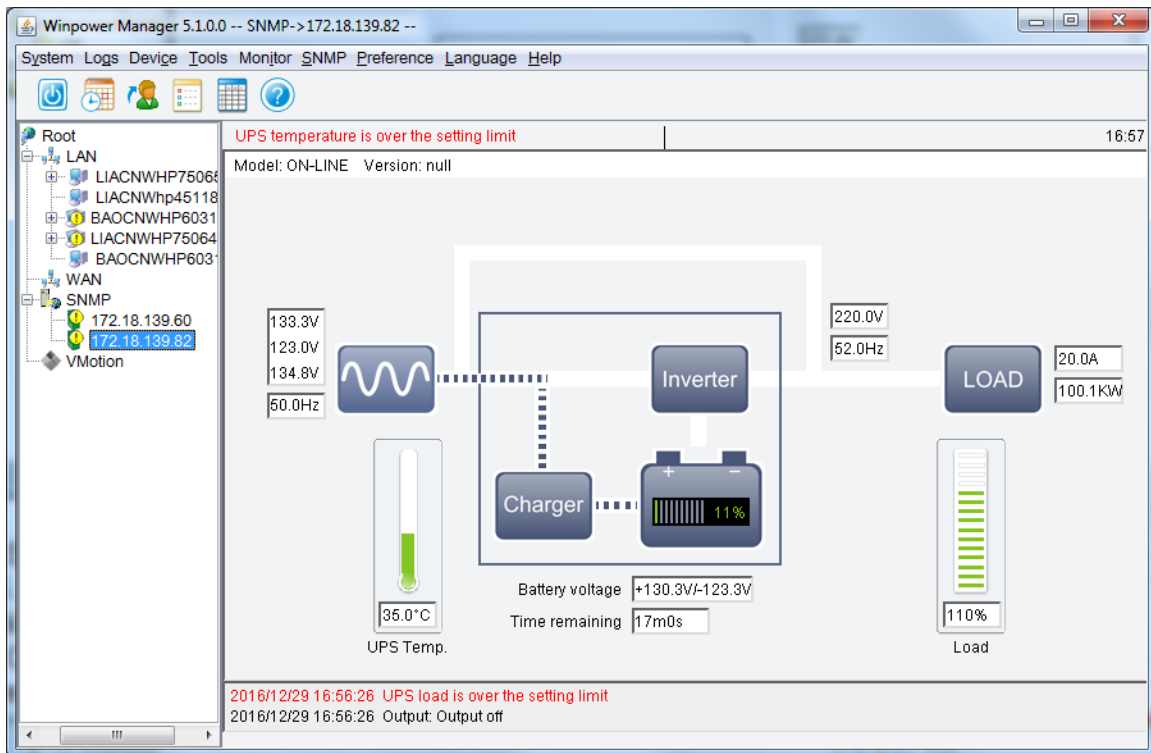 Winpower Manager 5.1.0.0 -- SNMP->172.18.139.82 --
System Logs Device Tools Monitor SNMP Preference Language Help
Root
LAN
LIACNWHP75065
LIACNWhp45118
BAOCNWHP6031
LIACNWHP75064
BAOCNWHP6031
WAN
SNMP
172.18.139.60
172.18.139.82
VMotion
UPS temperature is over the setting limit
16:57
Model: ON-LINE Version: null
133.3V
123.0V
134.8V
50.0Hz
220.0V
52.0Hz
Inverter
LOAD
20.0A
100.1KW
Charger
+ −
11%
Battery voltage +130.3V/-123.3V
Time remaining 17m0s
35.0°C
UPS Temp.
110%
Load
2016/12/29 16:56:26 UPS load is over the setting limit
2016/12/29 16:56:26 Output: Output off